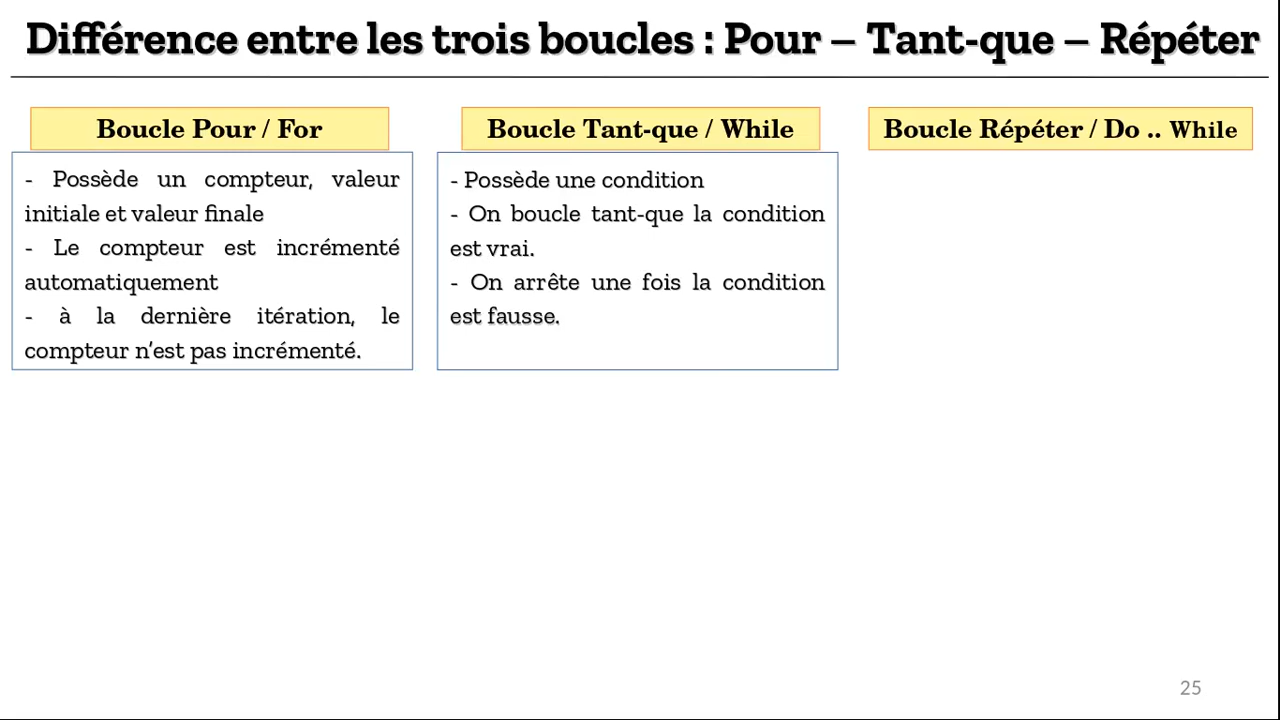 Différence entre les trois boucles : Pour – Tant-que – Répéter
Boucle Pour / For
- Possède un compteur, valeur
initiale et valeur finale
- Le compteur est incrémenté
automatiquement
- à la dernière itération, le
compteur n’est pas incrémenté.
Boucle Tant-que / While
- Possède une condition
- On boucle tant-que la condition
est vrai.
- On arrête une fois la condition
est fausse.
Boucle Répéter / Do .. While
25